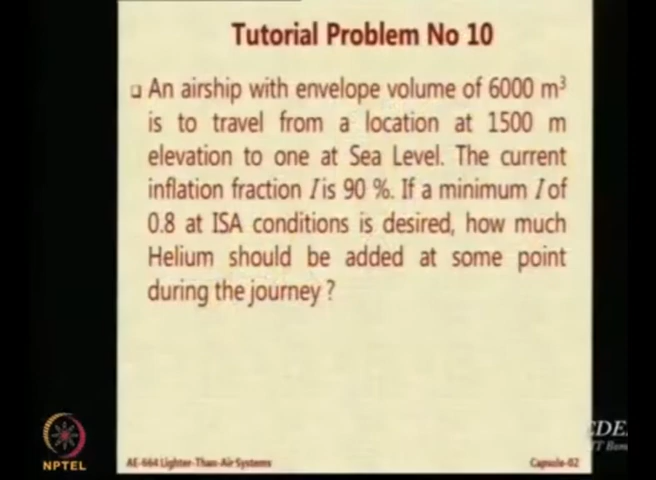 Tutorial Problem No 10
An airship with envelope volume of 6000 m³
is to travel from a location at 1500 m
elevation to one at Sea Level. The current
inflation fraction I is 90 %. If a minimum I of
0.8 at ISA conditions is desired, how much
Helium should be added at some point
during the journey ?
NPTEL
AE-664 Lighter-Than-Air Systems
Capsule-02
CDE
IT Bom